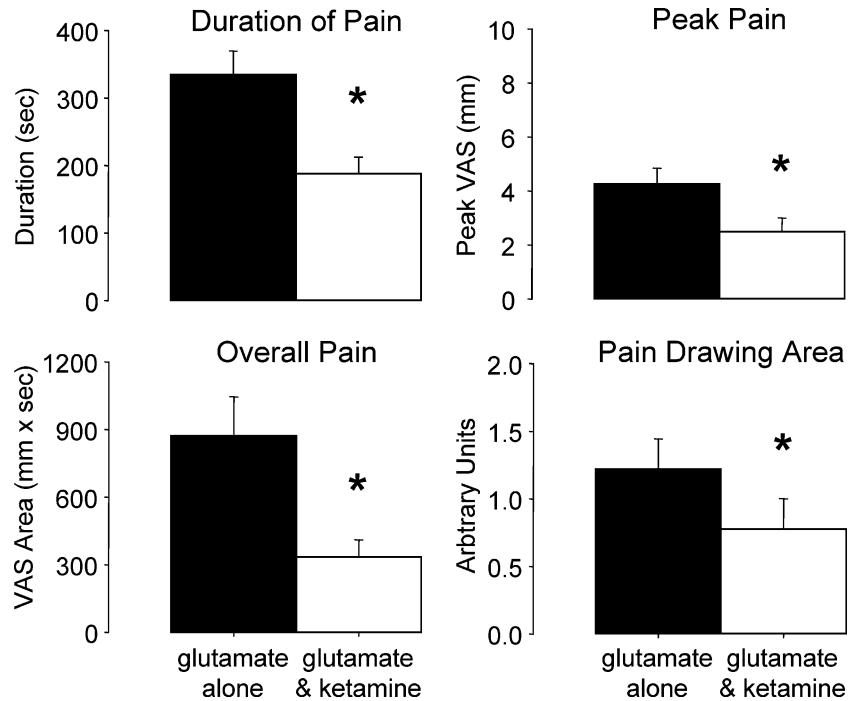 Duration of Pain
Duration (sec)
400
300
200
100
0
*
Peak Pain
Peak VAS (mm)
10
8
6
4
2
0
*
Overall Pain
VAS Area (mm x sec)
1200
900
600
300
0
*
glutamate
alone
glutamate
& ketamine
Pain Drawing Area
Arbtrary Units
2.0
1.5
1.0
0.5
0.0
*
glutamate
alone
glutamate
& ketamine